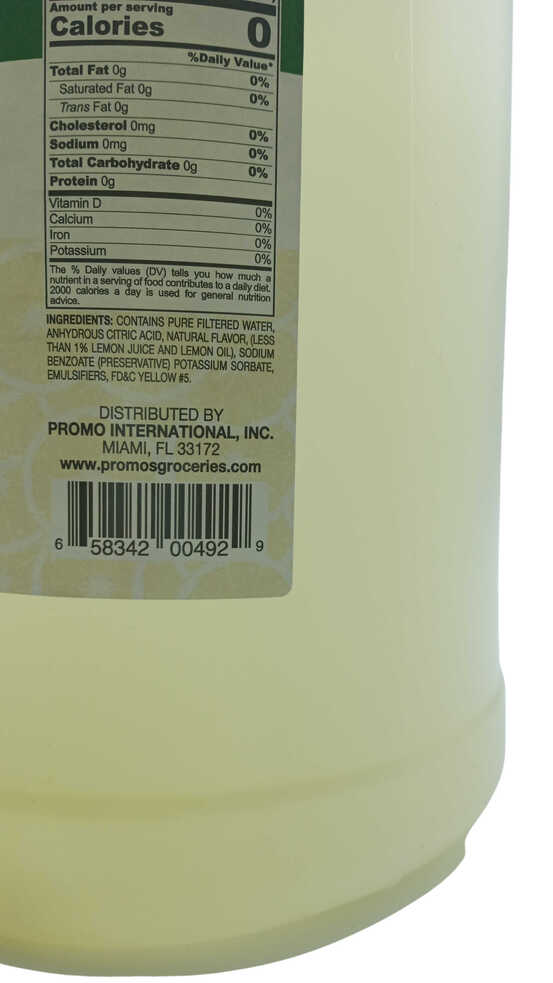 Amount per serving
Calories 0
%Daily Value*
Total Fat 0g 0%
Saturated Fat 0g 0%
Trans Fat 0g
Cholesterol 0mg 0%
Sodium 0mg 0%
Total Carbohydrate 0g 0%
Protein 0g
Vitamin D 0%
Calcium 0%
Iron 0%
Potassium 0%
The % Daily values (DV) tells you how much a
nutrient in a serving of food contributes to a daily diet.
2000 calories a day is used for general nutrition
advice.
INGREDIENTS: CONTAINS PURE FILTERED WATER,
ANHYDROUS CITRIC ACID, NATURAL FLAVOR, (LESS
THAN 1% LEMON JUICE AND LEMON OIL), SODIUM
BENZOATE (PRESERVATIVE) POTASSIUM SORBATE,
EMULSIFIERS, FD&C YELLOW #5.
DISTRIBUTED BY
PROMO INTERNATIONAL, INC.
MIAMI, FL 33172
www.promosgroceries.com
6 58342 00492 9